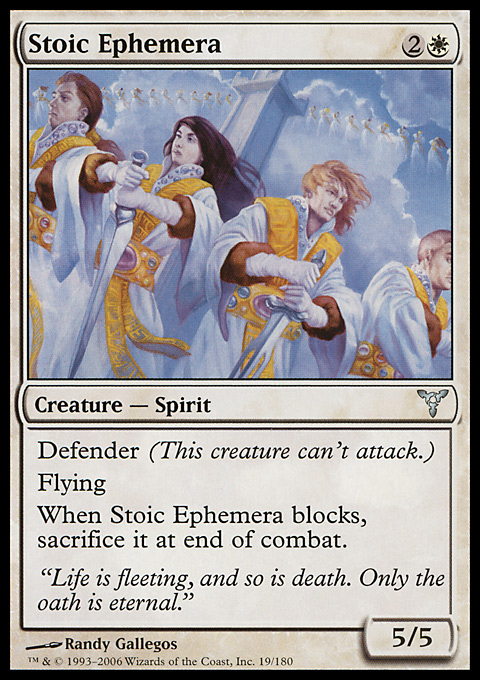 Stoic Ephemera 2
Creature — Spirit
Defender (This creature can't attack.)
Flying
When Stoic Ephemera blocks,
sacrifice it at end of combat.
“Life is fleeting, and so is death. Only the
oath is eternal.”
5/5
Randy Gallegos
™ & © 1993–2006 Wizards of the Coast, Inc. 19/180